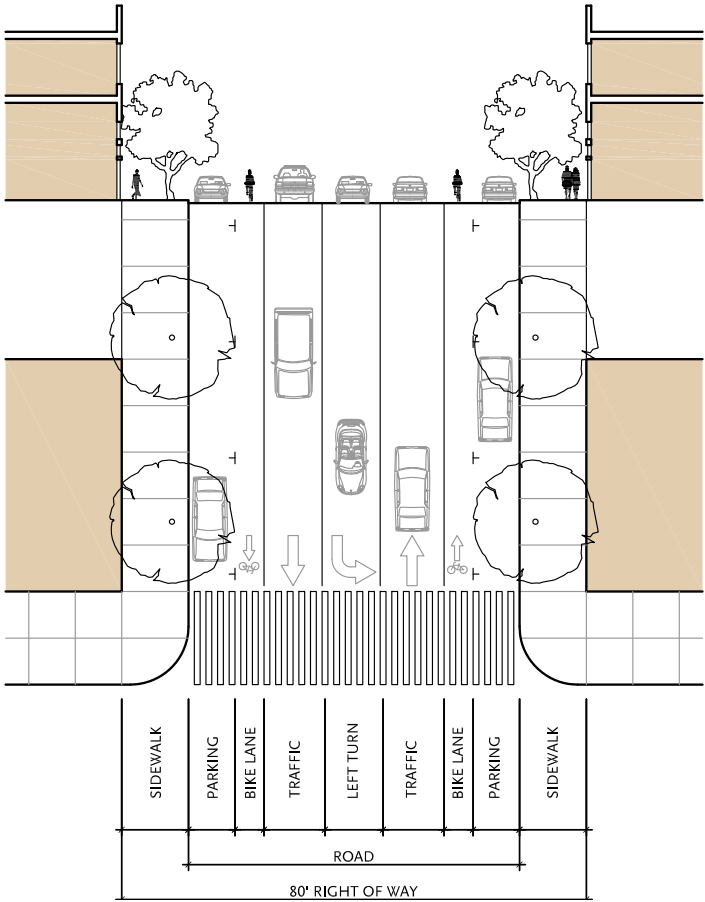 SIDEWALK
PARKING
BIKE LANE
TRAFFIC
LEFT TURN
TRAFFIC
BIKE LANE
PARKING
SIDEWALK
ROAD
80' RIGHT OF WAY